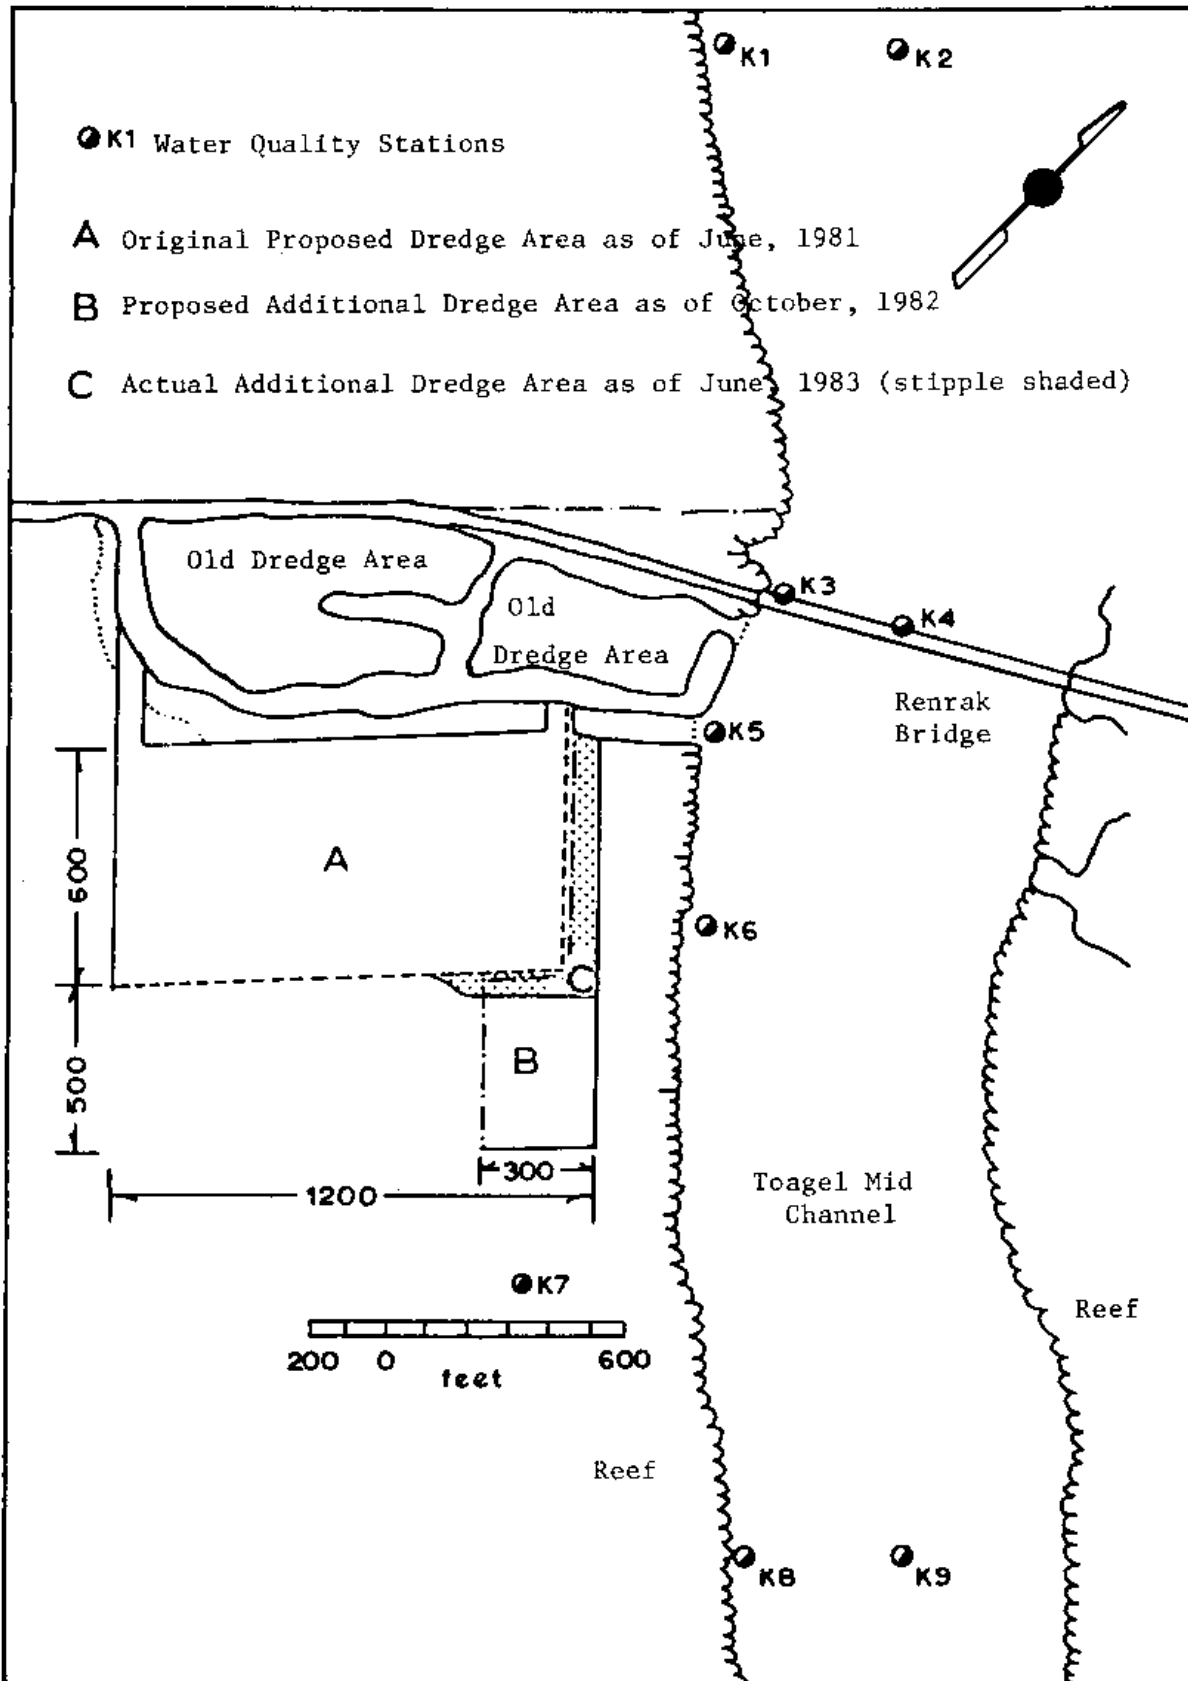 K1
K2
K1 Water Quality Stations
A Original Proposed Dredge Area as of June, 1981
B Proposed Additional Dredge Area as of October, 1982
C Actual Additional Dredge Area as of June, 1983 (stipple shaded)
Old Dredge Area
Old
Dredge Area
K3
K4
Renrak
Bridge
K5
A
600
K6
C
B
500
300
1200
Toagel Mid
Channel
K7
Reef
200 0 600
feet
Reef
K8
K9